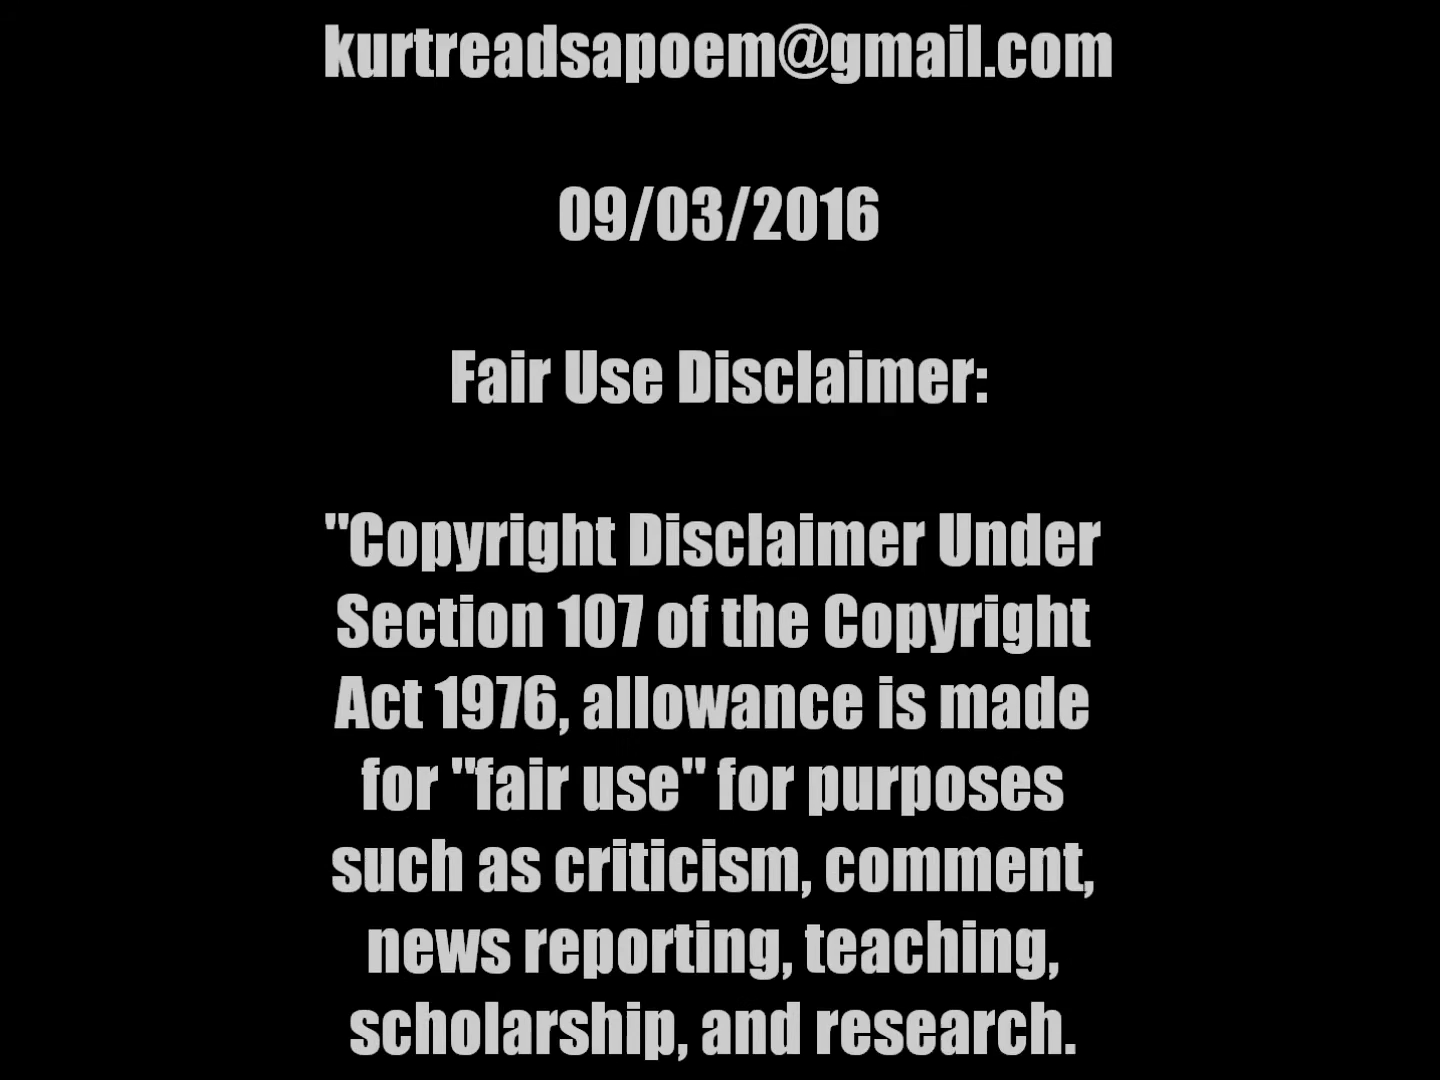 kurtreadsapoem@gmail.com
09/03/2016
Fair Use Disclaimer:
"Copyright Disclaimer Under
Section 107 of the Copyright
Act 1976, allowance is made
for "fair use" for purposes
such as criticism, comment,
news reporting, teaching,
scholarship, and research.